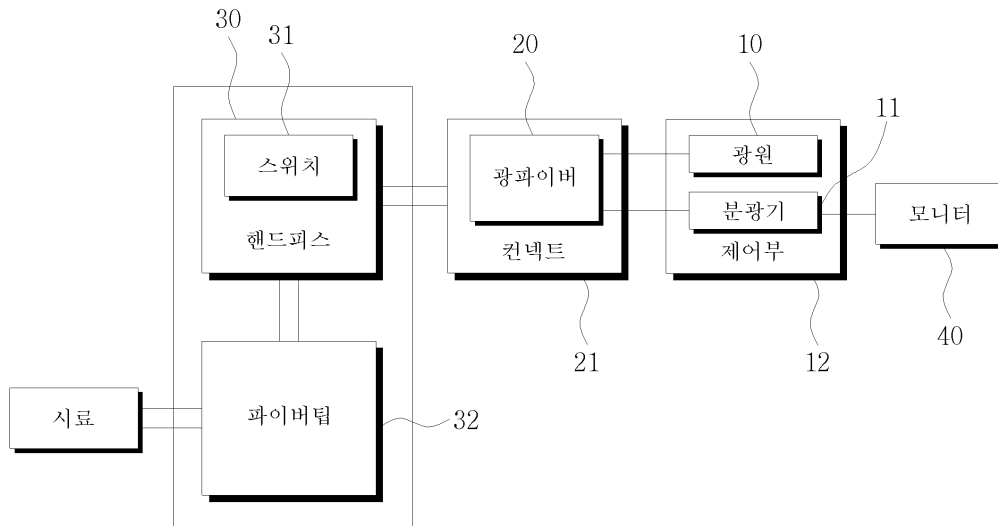 30
31
20
10
11
스위치
핸드피스
광파이버
컨넥트
광원
분광기
제어부
모니터
21
12
40
시료
파이버팁
32